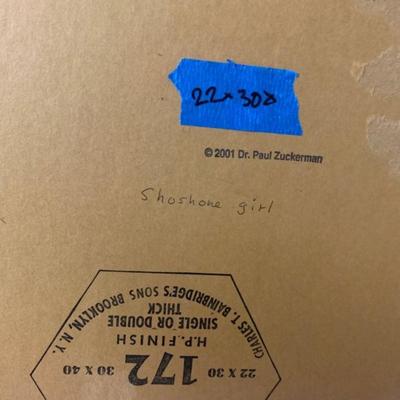 22x30
© 2001 Dr. Paul Zuckerman
Shoshone girl
22 X 30 172 30 X 40
H.P. FINISH
SINGLE OR DOUBLE
THICK
CHARLES T. BAINBRIDGE'S SONS BROOKLYN, N.Y.